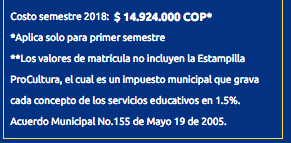 Costo semestre 2018: $ 14.924.000 COP*
*Aplica solo para primer semestre
**Los valores de matrícula no incluyen la Estampilla
ProCultura, el cual es un impuesto municipal que grava
cada concepto de los servicios educativos en 1.5%.
Acuerdo Municipal No.155 de Mayo 19 de 2005.